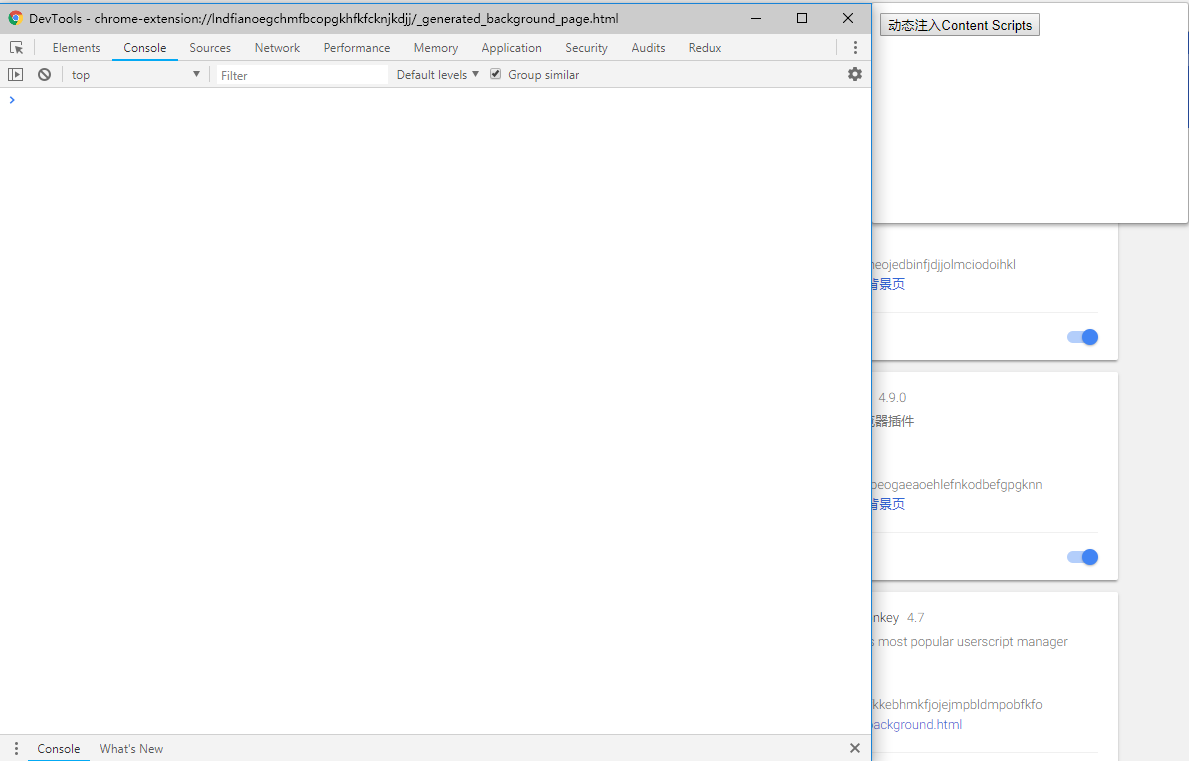 DevTools - chrome-extension://lndfianoegchmfbcopgkhfkfcknjkdjj/_generated_background_page.html
Elements Console Sources Network Performance Memory Application Security Audits Redux
top Filter Default levels Group similar
Console What's New
动态注入Content Scripts
neojedbinfjdjjolmciodoihkl
背景页
4.9.0
览器插件
peogaeaoehlefnkodbefgpgknn
背景页
nkey 4.7
s most popular userscript manager
kkebhmkfjojejmpbldmpobfkfo
background.html